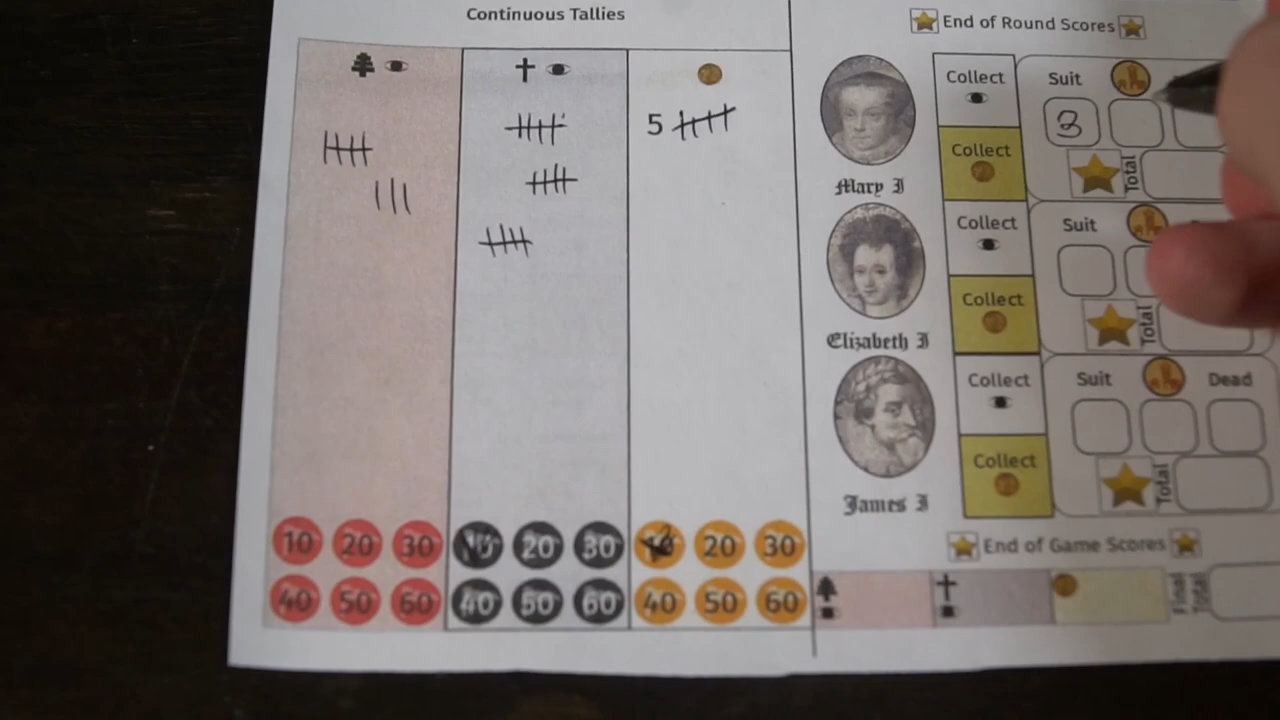 Continuous Tallies
5
10 20 30
40 50 60
10 20 30
40 50 60
10 20 30
40 50 60
End of Round Scores
Mary I
Collect
Collect
Suit
3
Total
Elizabeth I
Collect
Collect
Suit
Total
James I
Collect
Collect
Suit Dead
Total
End of Game Scores
Final
Total